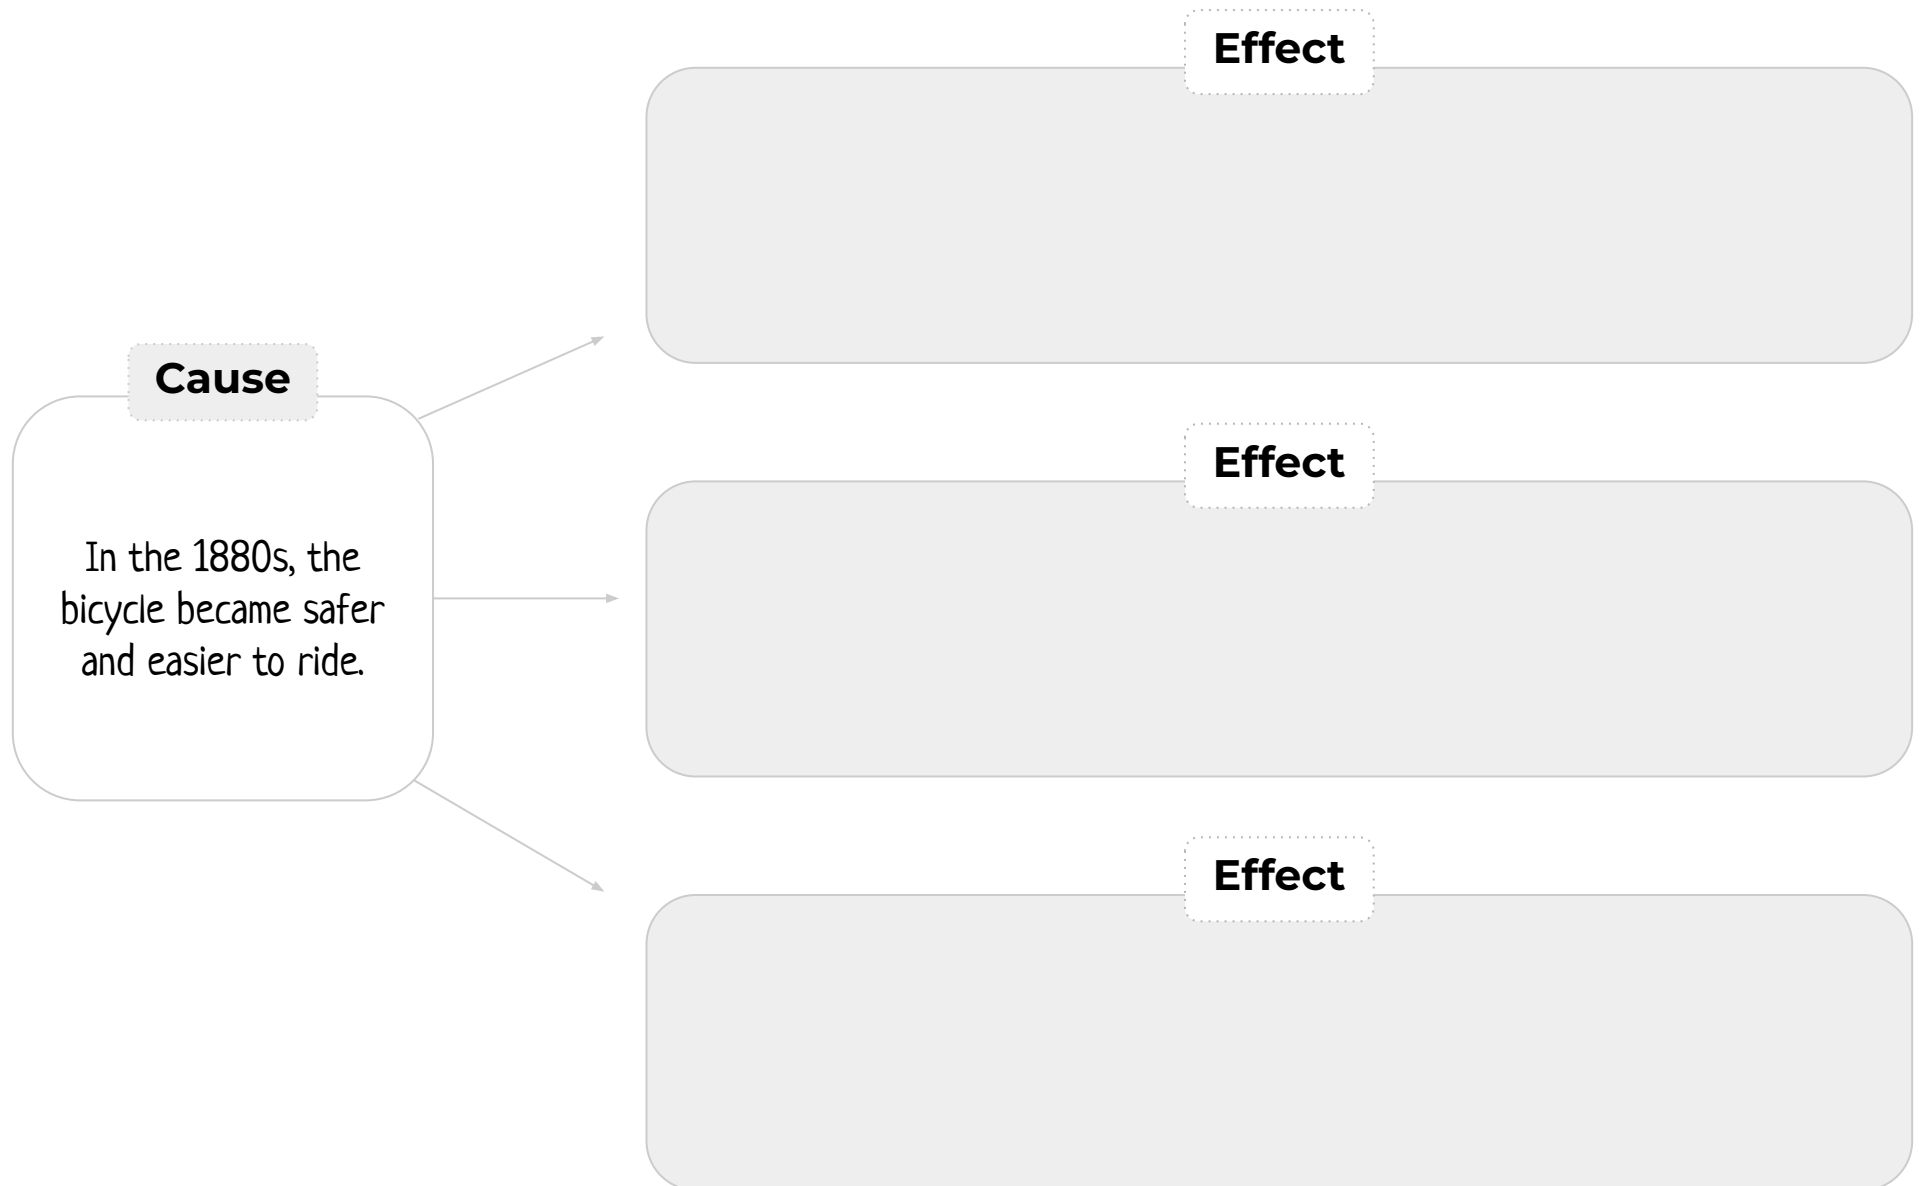 Effect
Cause
In the 1880s, the
bicycle became safer
and easier to ride.
Effect
Effect